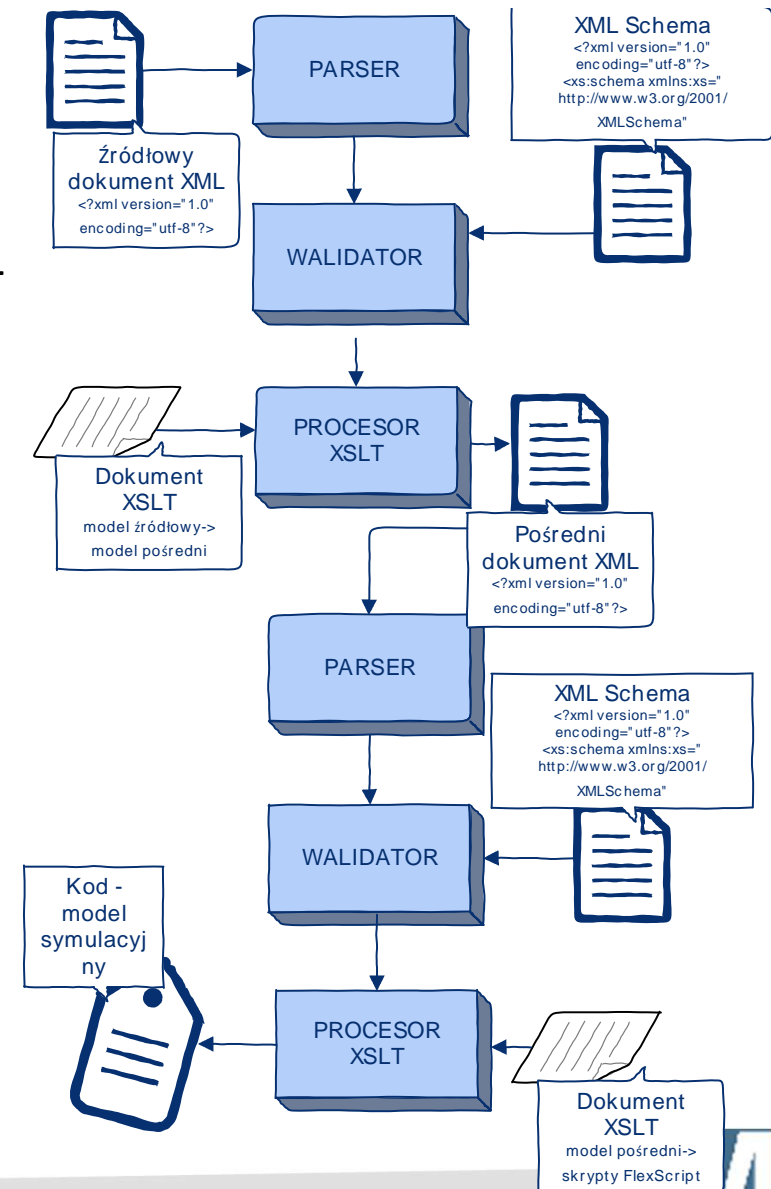 PARSER
XML Schema
<?xml version="1.0"
encoding="utf-8"?>
<xs:schema xmlns:xs="
http://www.w3.org/2001/
XMLSchema"
Źródłowy
dokument XML
<?xml version="1.0"
encoding="utf-8"?>
WALIDATOR
PROCESOR
XSLT
Dokument
XSLT
model źródłowy->
model pośredni
Pośredni
dokument XML
<?xml version="1.0"
encoding="utf-8"?>
PARSER
XML Schema
<?xml version="1.0"
encoding="utf-8"?>
<xs:schema xmlns:xs="
http://www.w3.org/2001/
XMLSchema"
WALIDATOR
Kod -
model
symulacyj
ny
PROCESOR
XSLT
Dokument
XSLT
model pośredni->
skrypty FlexScript